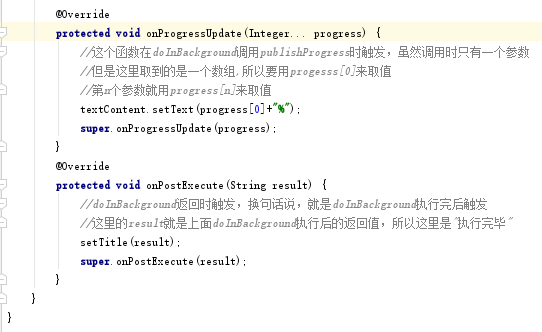 @Override
protected void onProgressUpdate(Integer... progress) {
//这个函数在doInBackground调用publishProgress时触发，虽然调用时只有一个参数
//但是这里取到的是一个数组,所以要用progesss[0]来取值
//第n个参数就用progress[n]来取值
textContent.setText(progress[0]+"%");
super.onProgressUpdate(progress);
}
@Override
protected void onPostExecute(String result) {
//doInBackground返回时触发，换句话说，就是doInBackground执行完后触发
//这里的result就是上面doInBackground执行后的返回值，所以这里是"执行完毕"
setTitle(result);
super.onPostExecute(result);
}
}
}